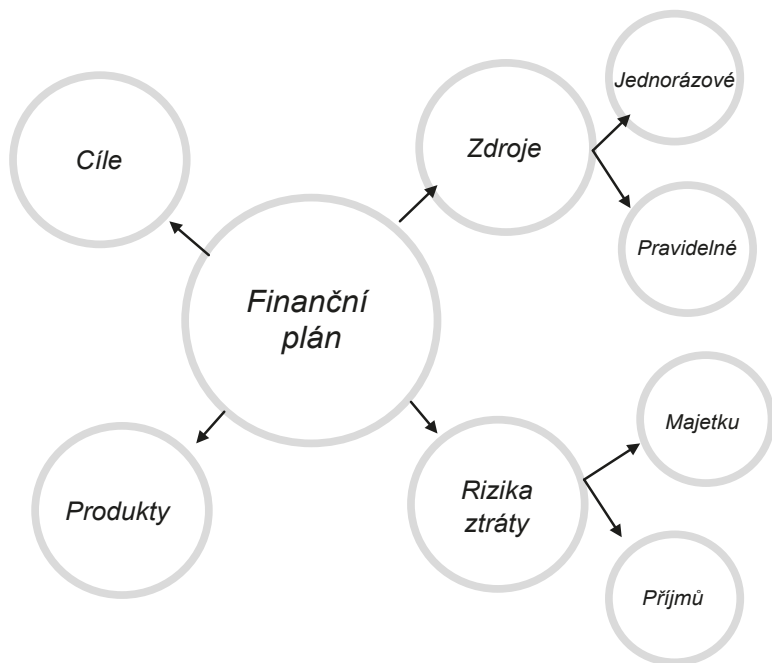 Jednorázové
Cíle
Zdroje
Pravidelné
Finanční
plán
Majetku
Produkty
Rizika
ztráty
Příjmů